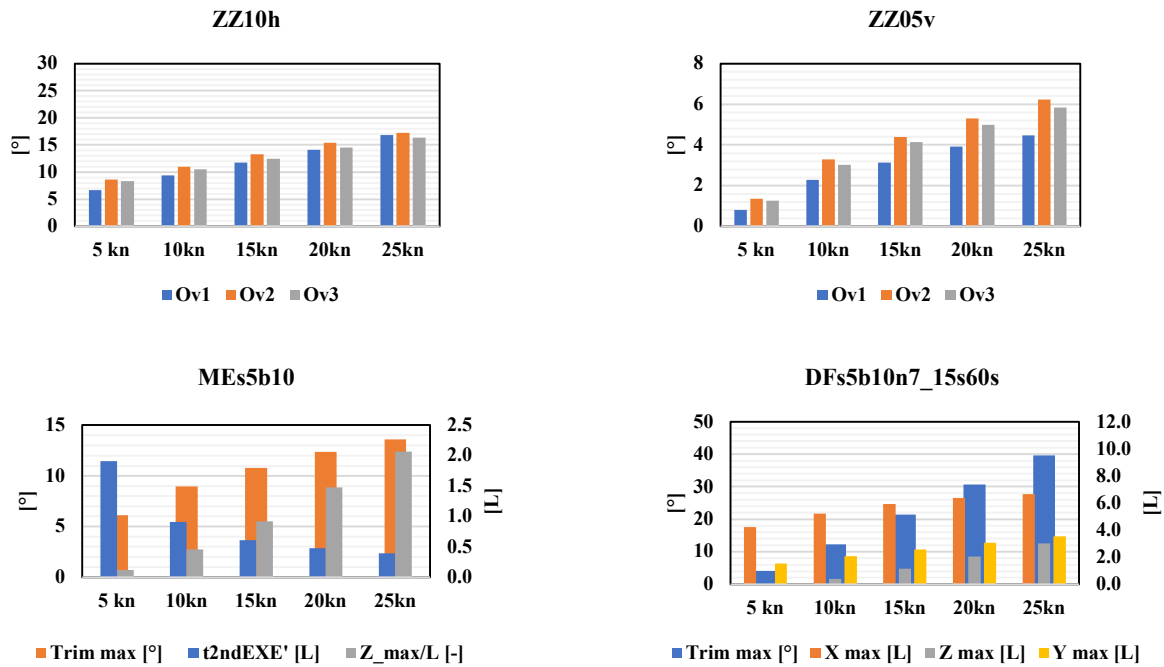 ZZ10h
30
25
20
15
10
5
0
[°]
5 kn 10kn 15kn 20kn 25kn
Ov1 Ov2 Ov3
ZZ05v
8
6
4
2
0
[°]
5 kn 10kn 15kn 20kn 25kn
Ov1 Ov2 Ov3
MEs5b10
15
10
5
0
[°]
2.5
2.0
1.5
1.0
0.5
0.0
[L]
5 kn 10kn 15kn 20kn 25kn
Trim max [°] t2ndEXE' [L] Z_max/L [-]
DFs5b10n7_15s60s
50
40
30
20
10
0
[°]
12.0
10.0
8.0
6.0
4.0
2.0
0.0
[L]
5 kn 10kn 15kn 20kn 25kn
Trim max [°] X max [L] Z max [L] Y max [L]